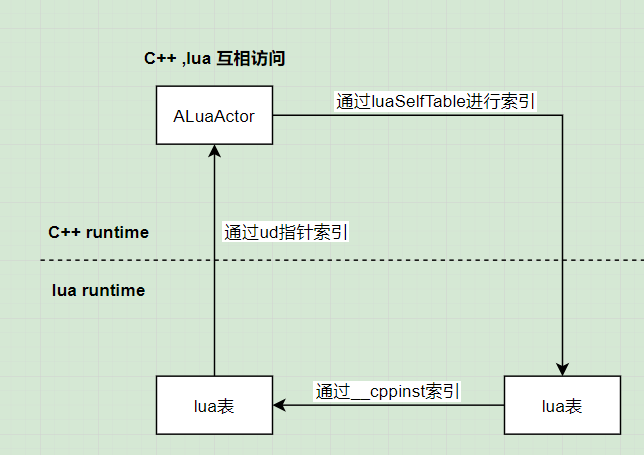 C++ ,lua 互相访问
通过luaSelfTable进行索引
ALuaActor
C++ runtime
通过ud指针索引
lua runtime
通过__cppinst索引
lua表
lua表